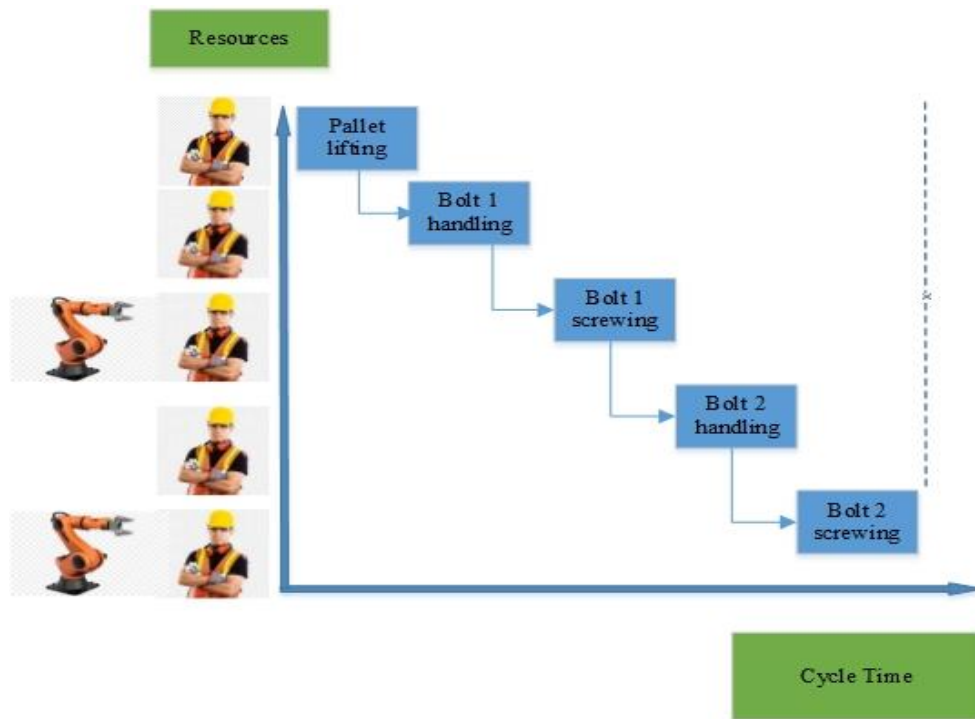 Resources
Pallet
lifting
Bolt 1
handling
Bolt 1
screwing
Bolt 2
handling
Bolt 2
screwing
Cycle Time